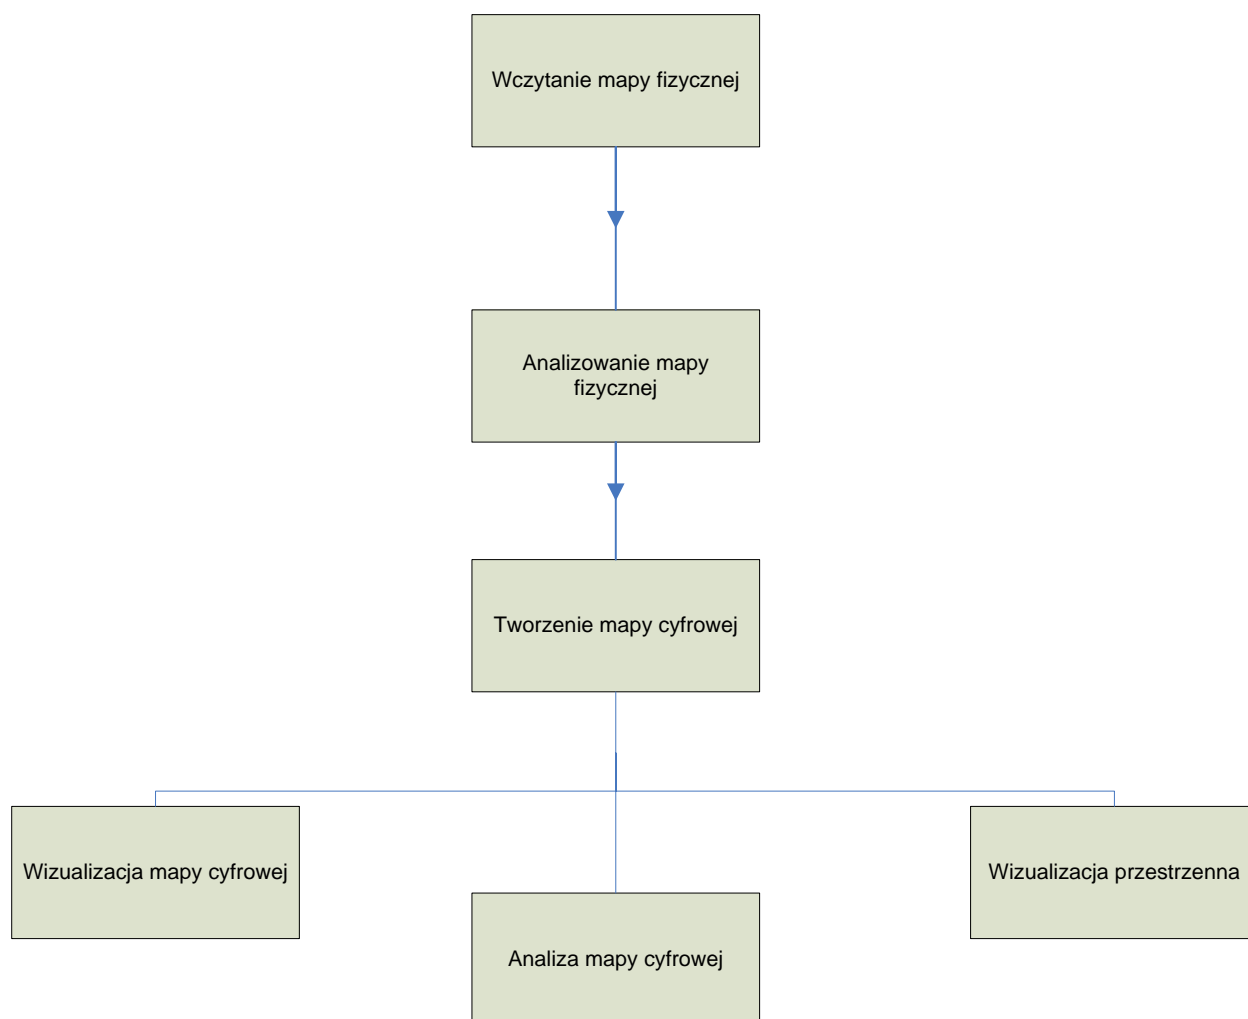 Wczytanie mapy fizycznej
Analizowanie mapy
fizycznej
Tworzenie mapy cyfrowej
Wizualizacja mapy cyfrowej
Wizualizacja przestrzenna
Analiza mapy cyfrowej